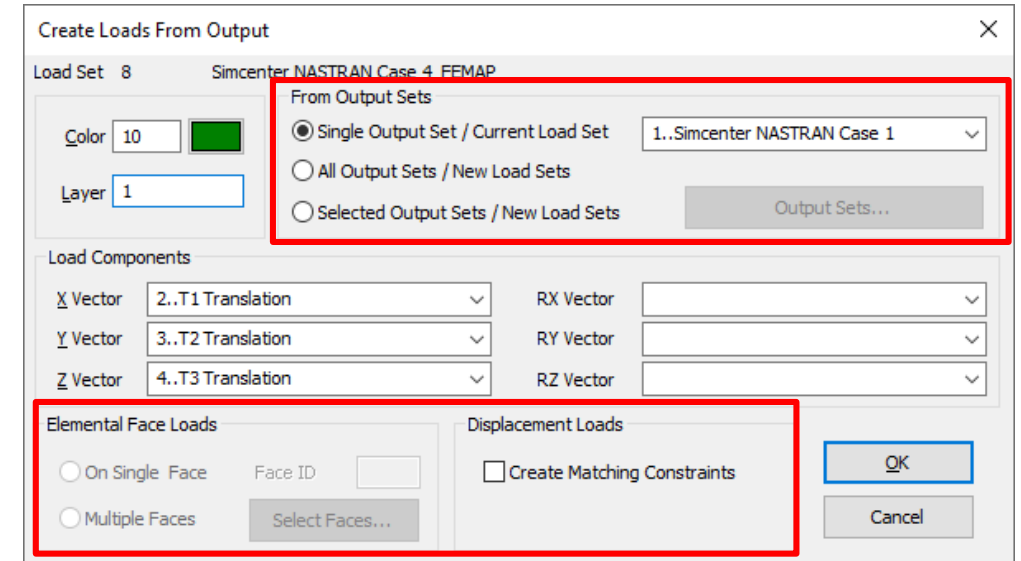 Create Loads From Output
Load Set 8 Simcenter NASTRAN Case 4 FEMAP
From Output Sets
Color 10
Single Output Set / Current Load Set 1..Simcenter NASTRAN Case 1
All Output Sets / New Load Sets
Layer 1
Selected Output Sets / New Load Sets Output Sets...
Load Components
X Vector 2..T1 Translation RX Vector
Y Vector 3..T2 Translation RY Vector
Z Vector 4..T3 Translation RZ Vector
Elemental Face Loads Displacement Loads
On Single Face Face ID Create Matching Constraints OK
Multiple Faces Select Faces... Cancel